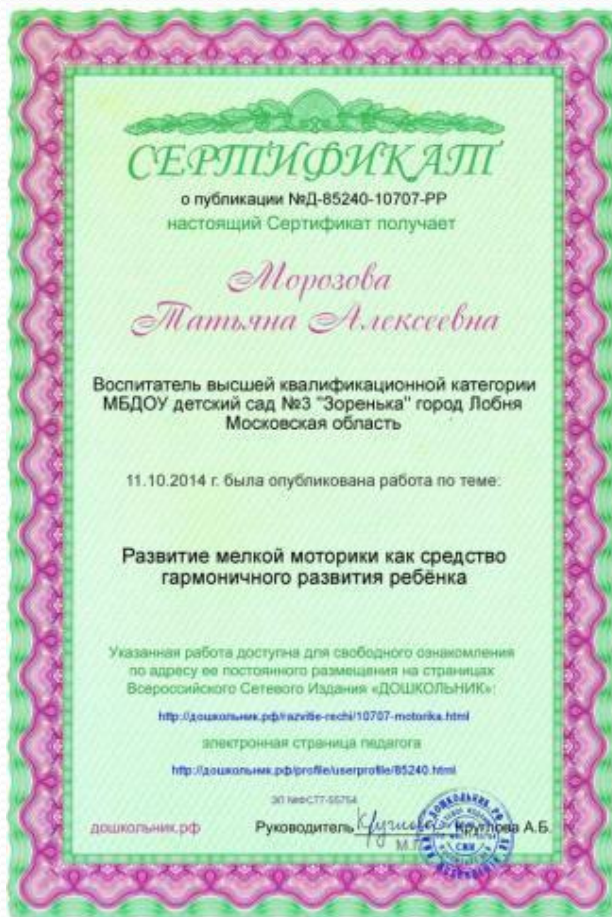 СЕРТИФИКАТ
о публикации №Д-85240-10707-РР
настоящий Сертификат получает
Морозова
Татьяна Алексеевна
Воспитатель высшей квалификационной категории
МБДОУ детский сад №3 "Зоренька" город Лобня
Московская область
11.10.2014 г. была опубликована работа по теме:
Развитие мелкой моторики как средство
гармоничного развития ребёнка
Указанная работа доступна для свободного ознакомления
по адресу ее постоянного размещения на страницах
Всероссийского Сетевого Издания «ДОШКОЛЬНИК»:
http://дошкольник.рф/razvitie-rechi/10707-motorika.html
электронная страница педагога
http://дошкольник.рф/profile/userprofile/85240.html
ЭЛ №ФС77-55754
дошкольник.рф Руководитель Круглова А.Б.
М.П.